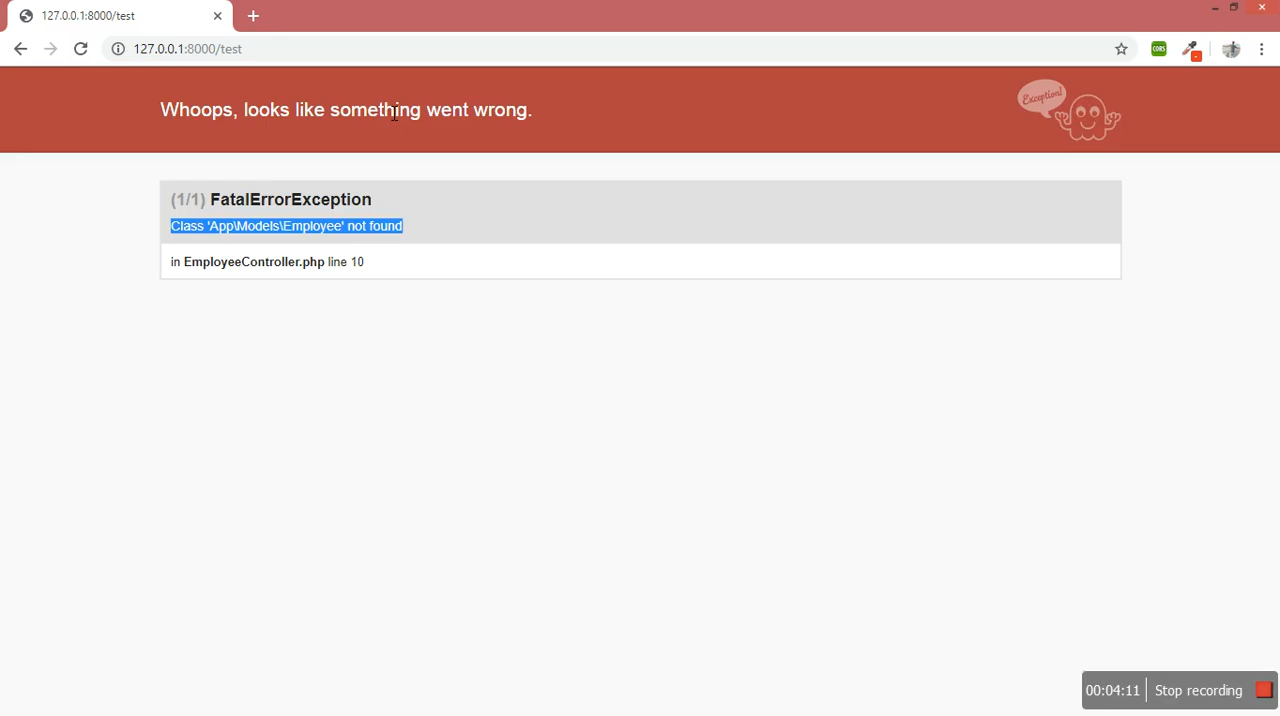 127.0.0.1:8000/test
127.0.0.1:8000/test
CORS
Whoops, looks like something went wrong.
Exception!
(1/1) FatalErrorException
Class 'App\Models\Employee' not found
in EmployeeController.php line 10
00:04:11 Stop recording